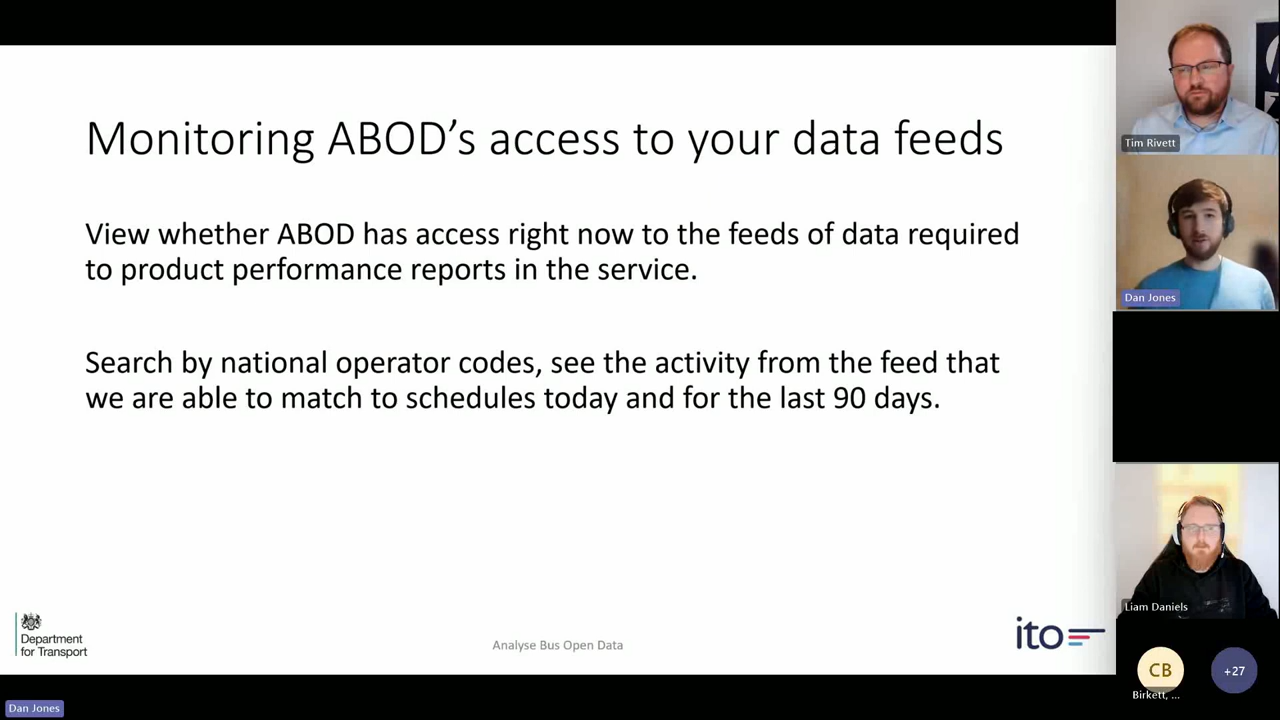 Monitoring ABOD's access to your data feeds
View whether ABOD has access right now to the feeds of data required
to product performance reports in the service.
Search by national operator codes, see the activity from the feed that
we are able to match to schedules today and for the last 90 days.
Department
for Transport
Analyse Bus Open Data
ito
Tim Rivett
Dan Jones
Liam Daniels
CB
Birkett, ...
+27
Dan Jones